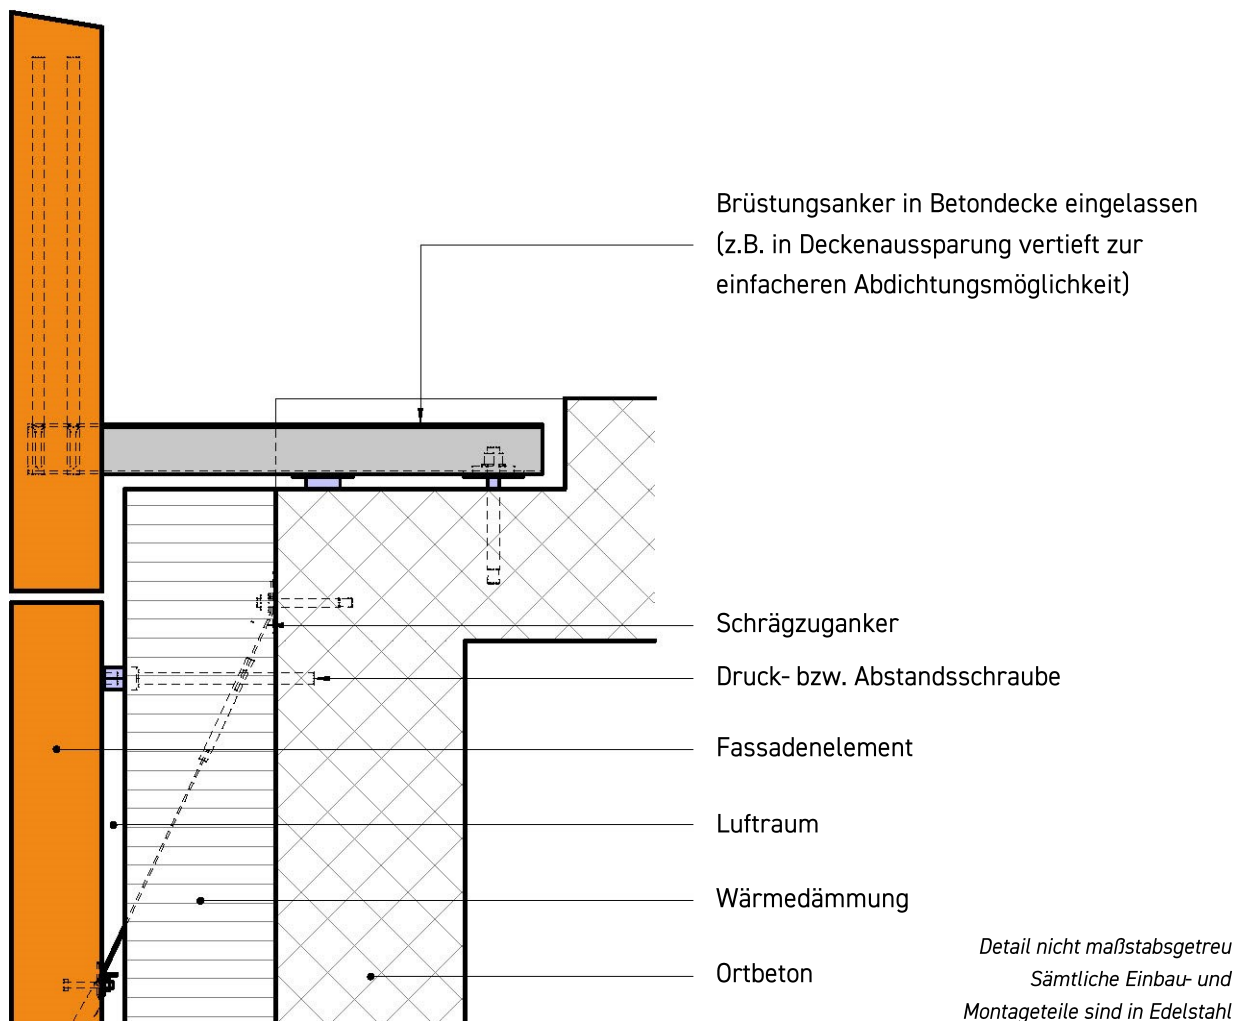 Brüstungsanker in Betondecke eingelassen
(z.B. in Deckenaussparung vertieft zur
einfacheren Abdichtungsmöglichkeit)
Schrägzuganker
Druck- bzw. Abstandsschraube
Fassadenelement
Luftraum
Wärmedämmung
Ortbeton
Detail nicht maßstabsgetreu
Sämtliche Einbau- und
Montageteile sind in Edelstahl